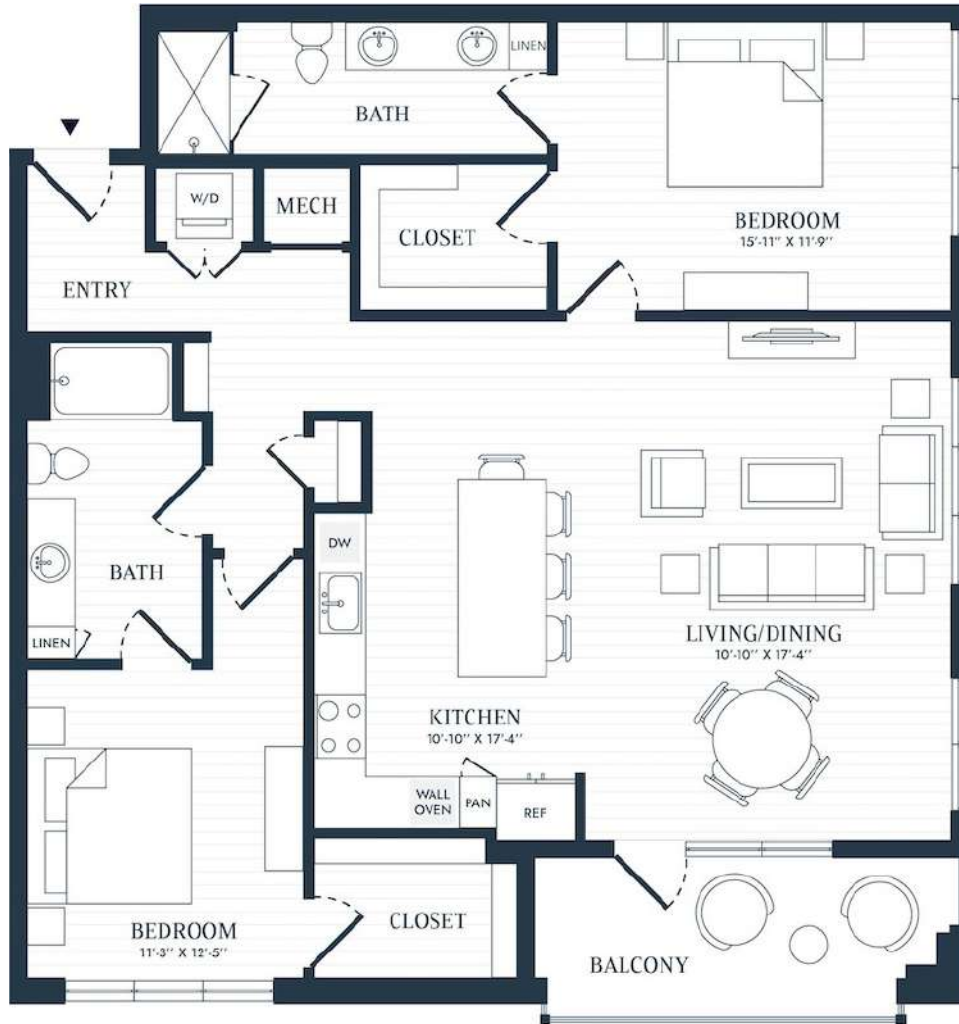 LINEN
BATH
W/D
MECH
CLOSET
BEDROOM
15'-11" X 11'-9"
ENTRY
DW
BATH
LINEN
LIVING/DINING
10'-10" X 17'-4"
KITCHEN
10'-10" X 17'-4"
WALL
OVEN
PAN
REF
BEDROOM
11'-3" X 12'-5"
CLOSET
BALCONY